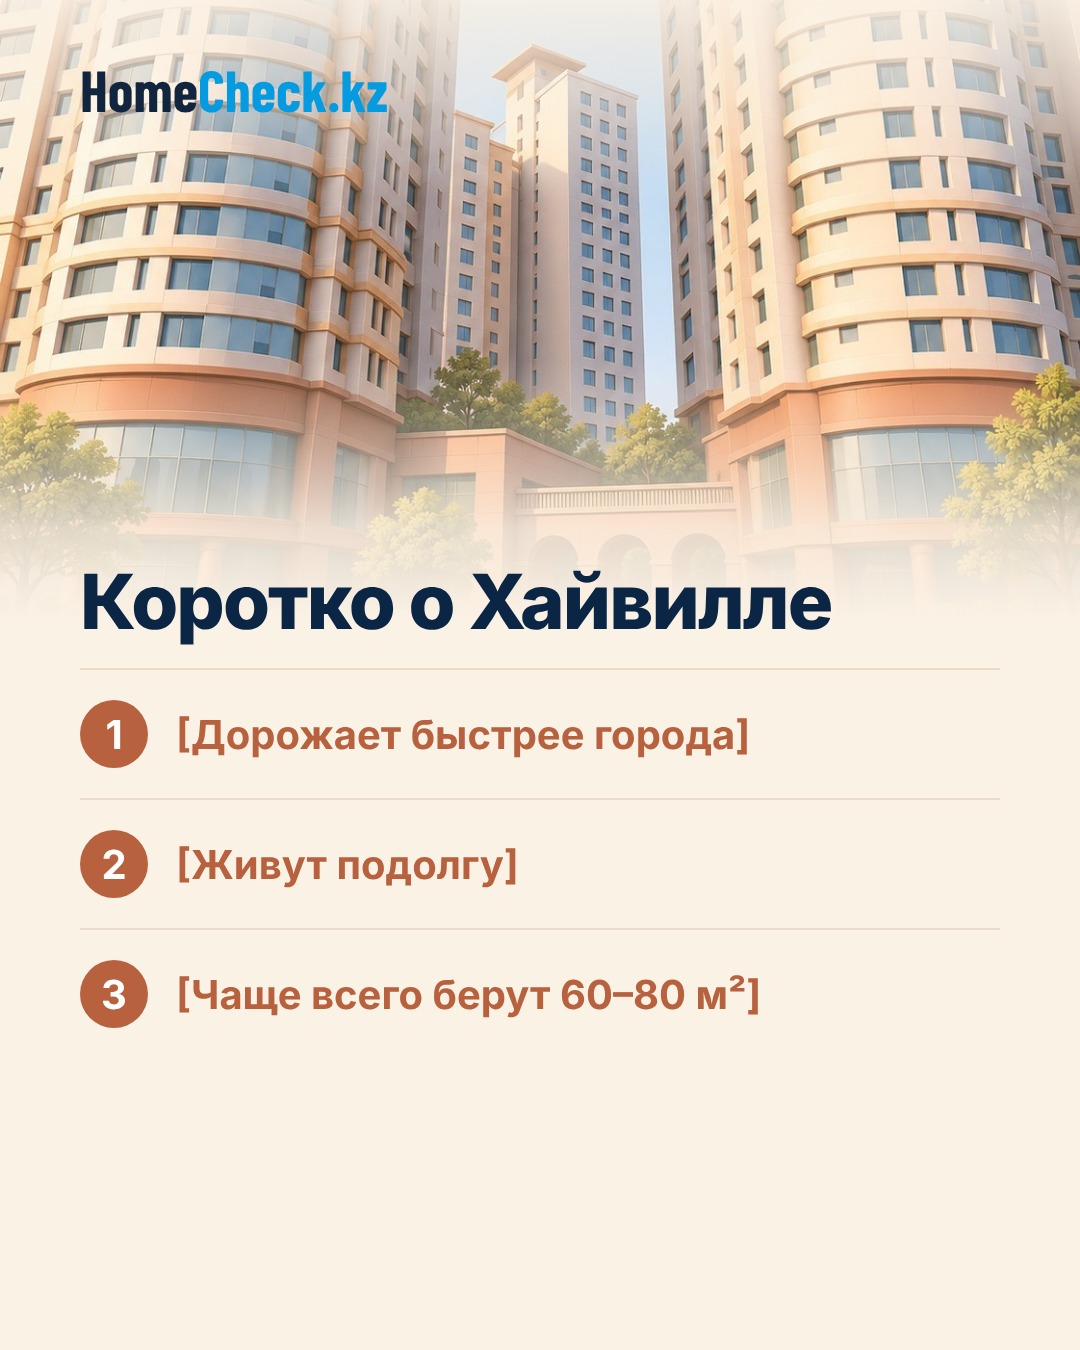 HomeCheck.kz
Коротко о Хайвилле
1 [Дорожает быстрее города]
2 [Живут подолгу]
3 [Чаще всего берут 60–80 м²]